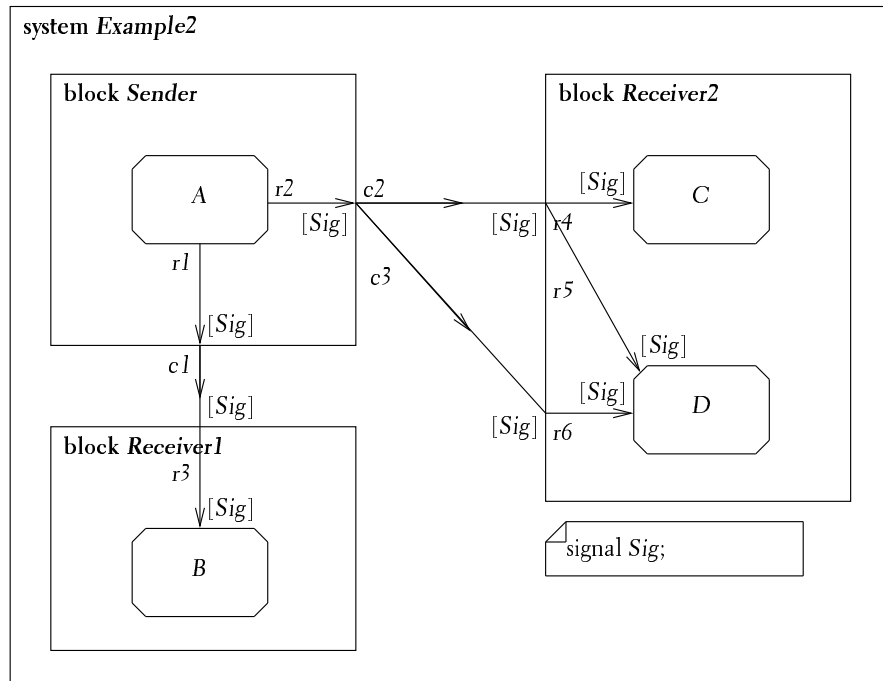 system Example2
block Sender
block Receiver2
A
r2
[Sig]
c2
[Sig]
r4
[Sig]
C
r1
c3
r5
[Sig]
[Sig]
c1
[Sig]
[Sig]
D
[Sig]
r6
block Receiver1
r3
[Sig]
B
signal Sig;